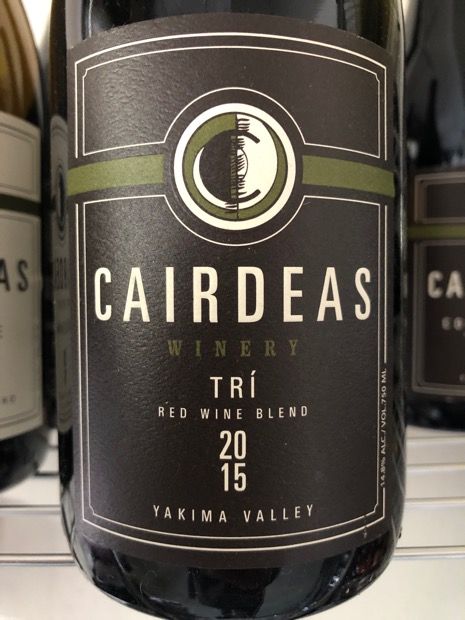 CAIRDEAS
WINERY
TRÍ
RED WINE BLEND
20
15
YAKIMA VALLEY
14.8% ALC / VOL.750 ML